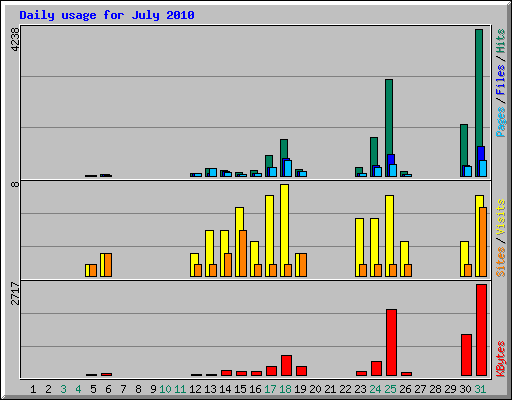 Daily usage for July 2010
4238
Pages / Files / Hits
8
Sites / Visits
2717
KBytes
1 2 3 4 5 6 7 8 9 10 11 12 13 14 15 16 17 18 19 20 21 22 23 24 25 26 27 28 29 30 31